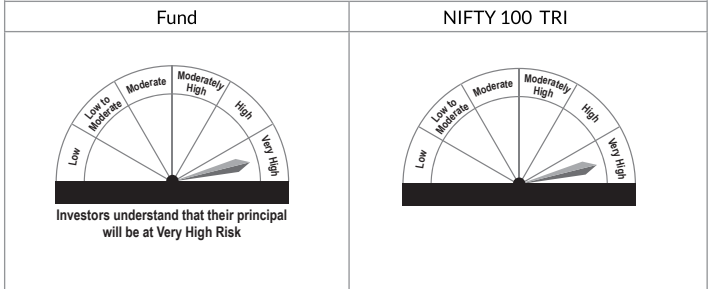 Fund
NIFTY 100 TRI
Low
Low to
Moderate
Moderate
Moderately
High
High
Very High
Investors understand that their principal
will be at Very High Risk
Low
Low to
Moderate
Moderate
Moderately
High
High
Very High